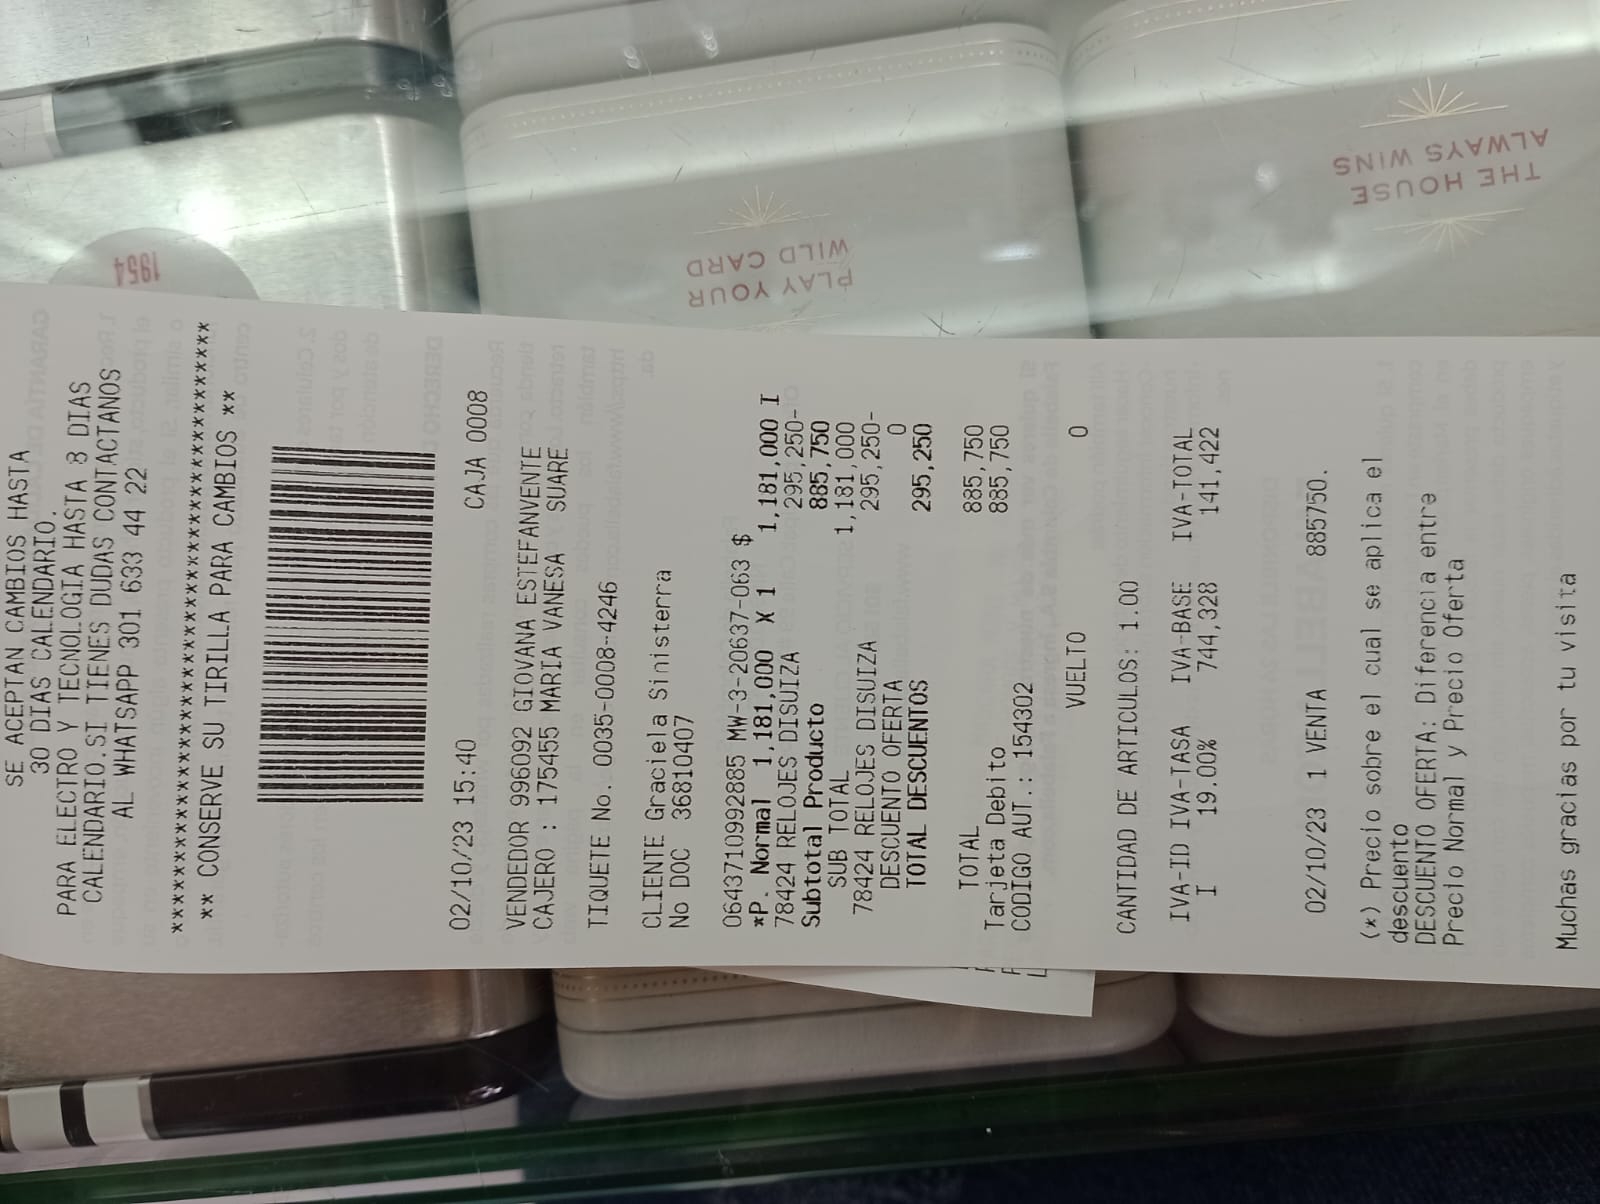 SE ACEPTAN CAMBIOS HASTA
30 DIAS CALENDARIO.
PARA ELECTRO Y TECNOLOGIA HASTA 8 DIAS
CALENDARIO.SI TIENES DUDAS CONTACTANOS
AL WHATSAPP 301 633 44 22
****************************************
** CONSERVE SU TIRILLA PARA CAMBIOS **
02/10/23 15:40 CAJA 0008
VENDEDOR 996092 GIOVANA ESTEFANVENTE
CAJERO : 175455 MARIA VANESA SUARE
TIQUETE No. 0035-0008-4246
CLIENTE Graciela Sinisterra
No DOC 36810407
0643710992885 MW-3-20637-063 $
*P. Normal 1,181,000 X 1 1,181,000 I
78424 RELOJES DISUIZA 295,250-
Subtotal Producto 885,750
SUB TOTAL 1,181,000
78424 RELOJES DISUIZA 295,250-
DESCUENTO OFERTA 0
TOTAL DESCUENTOS 295,250
TOTAL 885,750
Tarjeta Debito 885,750
CODIGO AUT.: 1544302
VUELTO 0
CANTIDAD DE ARTICULOS: 1.00
IVA-ID IVA-TASA IVA-BASE IVA-TOTAL
I 19.00% 744,328 141,422
02/10/23 1 VENTA 885750.
(*) Precio sobre el cual se aplica el
descuento
DESCUENTO OFERTA: Diferencia entre
Precio Normal y Precio Oferta
Muchas gracias por tu visita
1954
PLAY YOUR
WILD CARD
THE HOUSE
ALWAYS WINS